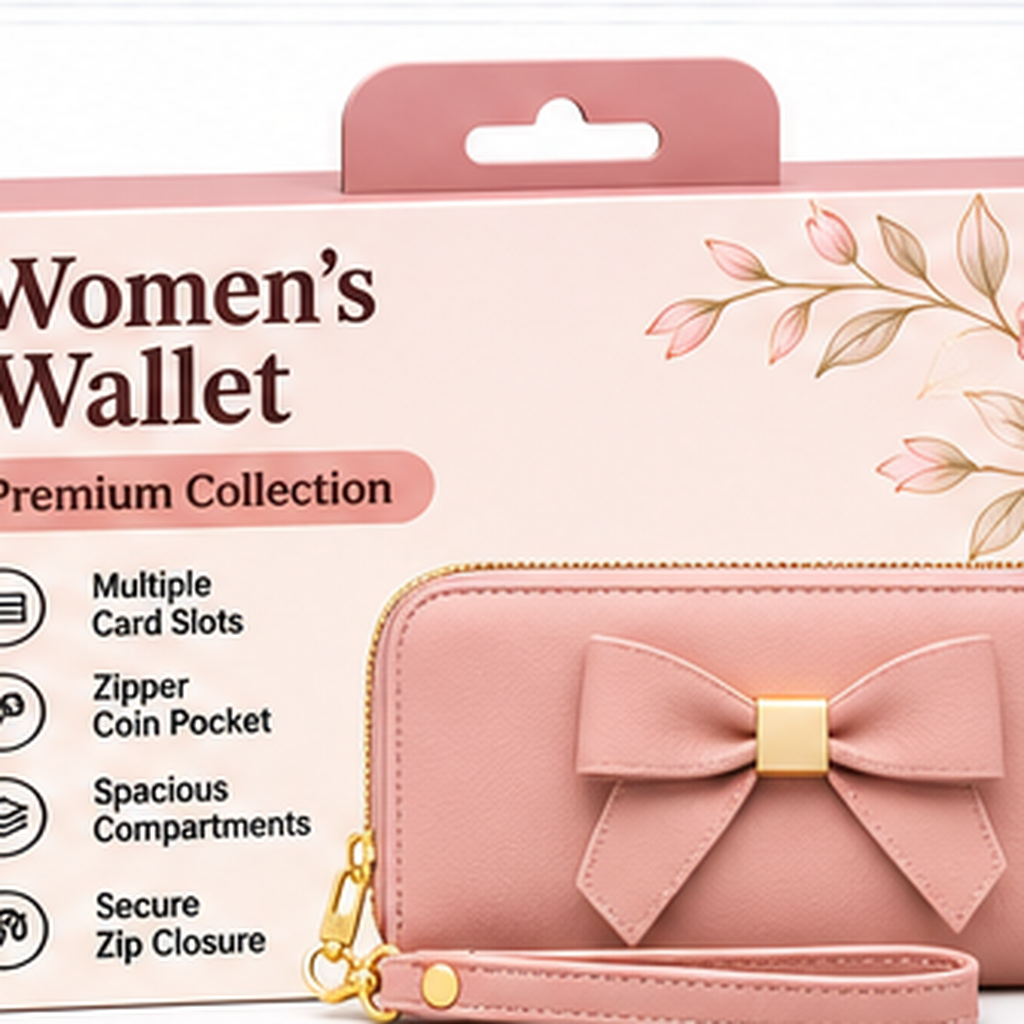 Women's
Wallet
Premium Collection
Multiple
Card Slots
Zipper
Coin Pocket
Spacious
Compartments
Secure
Zip Closure